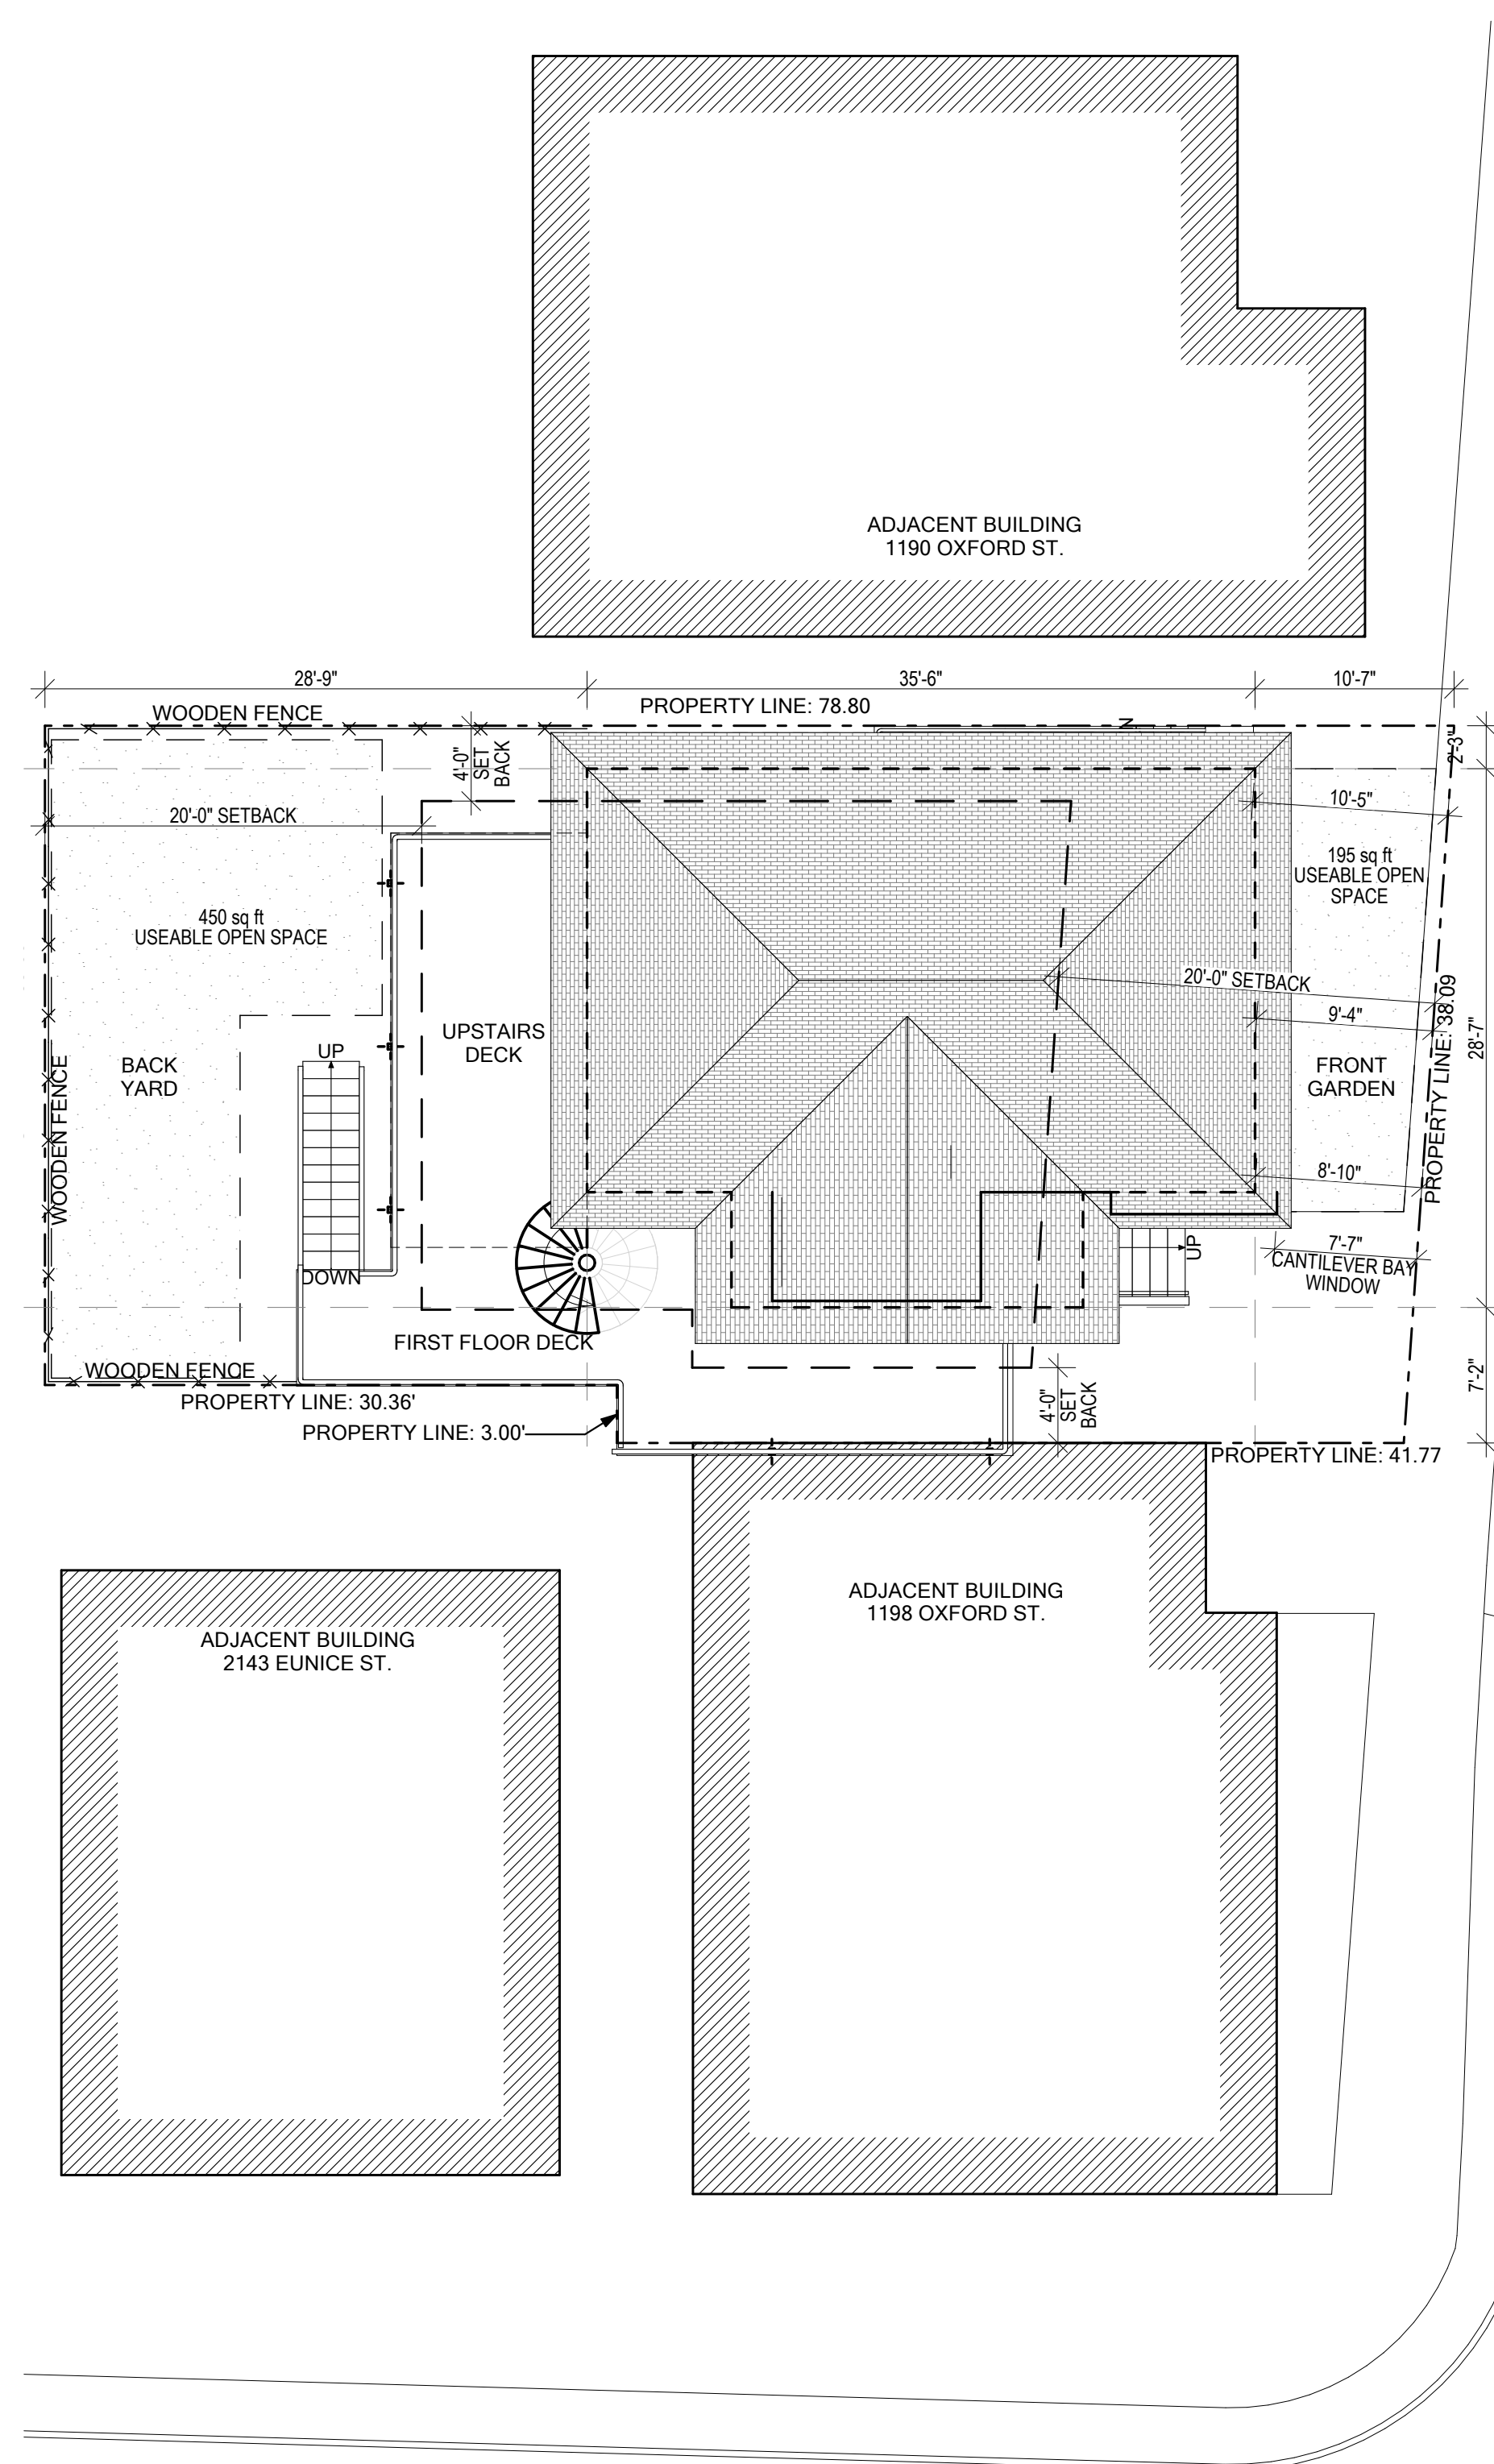 ADJACENT BUILDING
1190 OXFORD ST.
28'-9"
35'-6"
10'-7"
PROPERTY LINE: 78.80
WOODEN FENCE
4'-0"
SET
BACK
N
2'-3"
20'-0" SETBACK
10'-5"
195 sq ft
USEABLE OPEN
SPACE
450 sq ft
USEABLE OPEN SPACE
20'-0" SETBACK
9'-4"
PROPERTY LINE: 38.09
28'-7"
UPSTAIRS
DECK
UP
BACK
YARD
FRONT
GARDEN
WOODEN FENCE
8'-10"
UP
7'-7"
CANTILEVER BAY
WINDOW
DOWN
FIRST FLOOR DECK
WOODEN FENCE
PROPERTY LINE: 30.36'
4'-0"
SET
BACK
7'-2"
PROPERTY LINE: 3.00'
PROPERTY LINE: 41.77
ADJACENT BUILDING
1198 OXFORD ST.
ADJACENT BUILDING
2143 EUNICE ST.